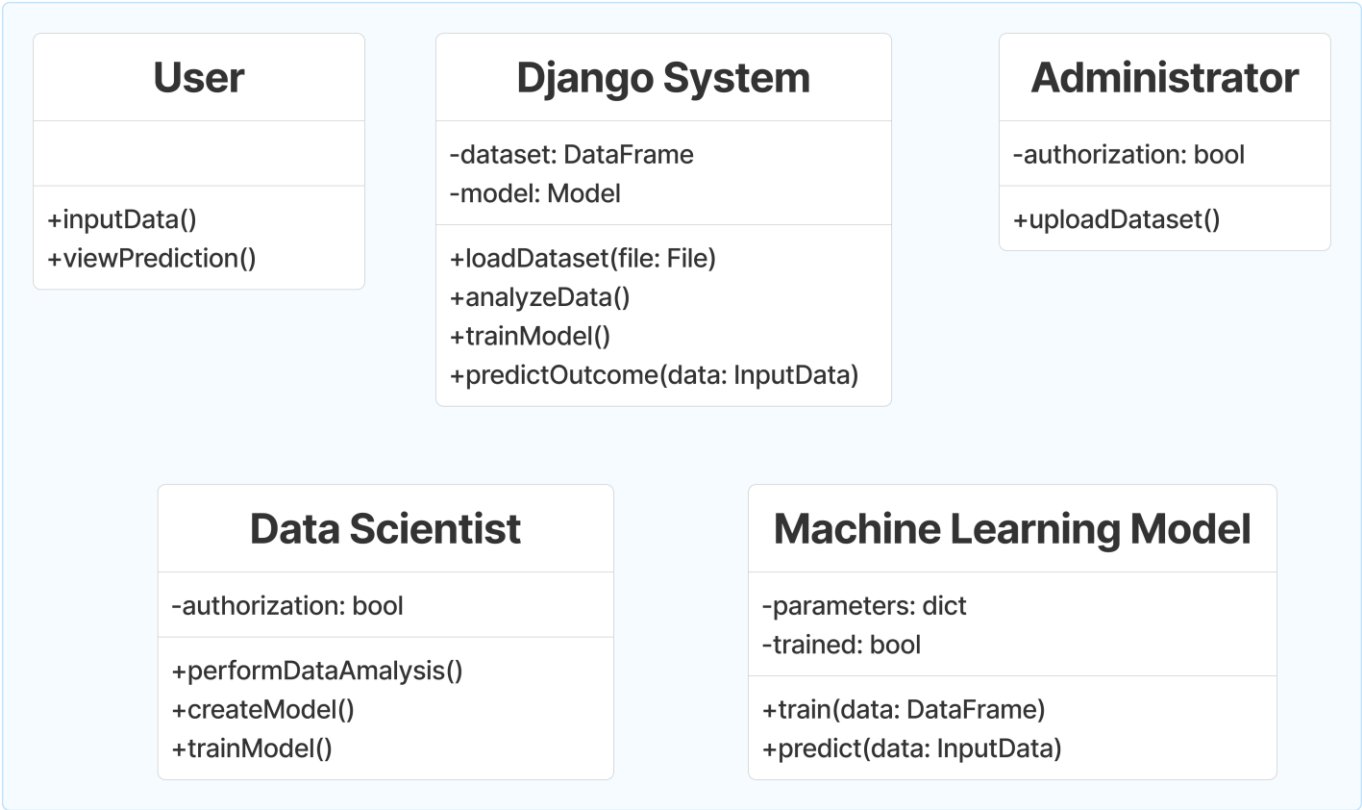 User
+inputData()
+viewPrediction()
Django System
-dataset: DataFrame
-model: Model
+loadDataset(file: File)
+analyzeData()
+trainModel()
+predictOutcome(data: InputData)
Administrator
-authorization: bool
+uploadDataset()
Data Scientist
-authorization: bool
+performDataAmalysis()
+createModel()
+trainModel()
Machine Learning Model
-parameters: dict
-trained: bool
+train(data: DataFrame)
+predict(data: InputData)